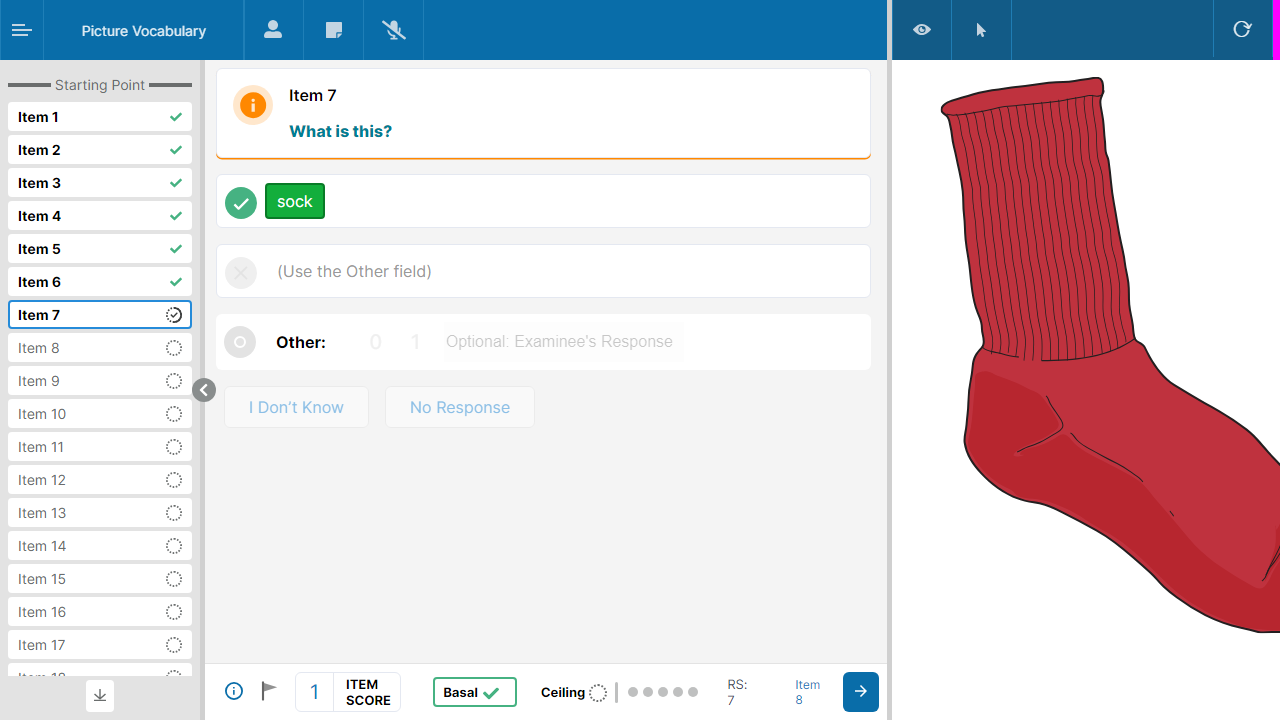 Picture Vocabulary
Starting Point
Item 1
Item 2
Item 3
Item 4
Item 5
Item 6
Item 7
Item 8
Item 9
Item 10
Item 11
Item 12
Item 13
Item 14
Item 15
Item 16
Item 17
Item 7
What is this?
sock
(Use the Other field)
Other: 0 1 Optional: Examinee's Response
I Don't Know No Response
1 ITEM SCORE
Basal
Ceiling
RS: 7
Item 8